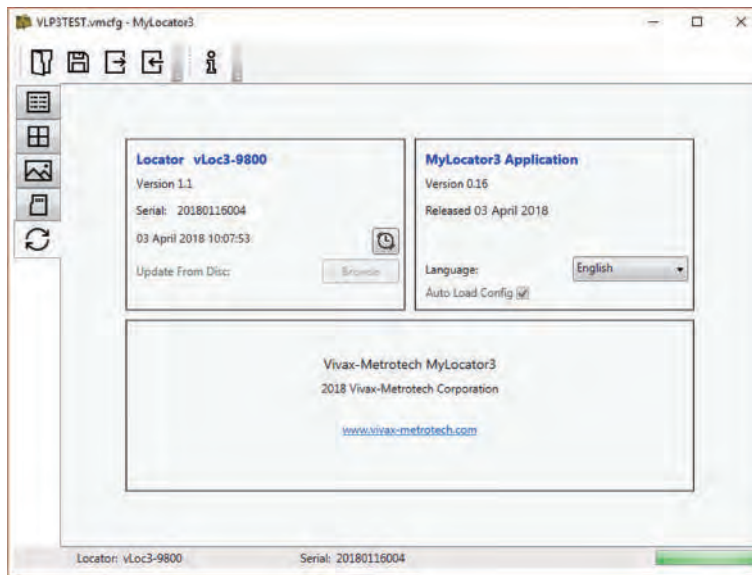 VLP3TEST.vmcfg - MyLocator3
Locator vLoc3-9800
Version 1.1
Serial: 20180116004
03 April 2018 10:07:53
Update From Disc:
Browse
MyLocator3 Application
Version 0.16
Released 03 April 2018
Language:
English
Auto Load Config
Vivax-Metrotech MyLocator3
2018 Vivax-Metrotech Corporation
www.vivax-metrotech.com
Locator: vLoc3-9800
Serial: 20180116004